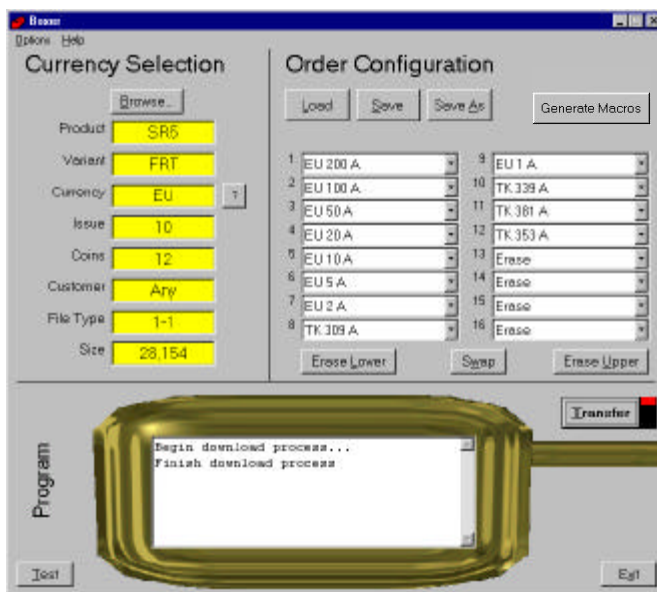 Boxer
Options Help
Currency Selection
Browse...
Product SR5
Variant FRT
Currency EU ?
Issue 10
Coins 12
Customer Any
File Type 1-1
Size 28,154
Order Configuration
Load Save Save As Generate Macros
1 EU 200 A
2 EU 100 A
3 EU 50 A
4 EU 20 A
5 EU 10 A
6 EU 5 A
7 EU 2 A
8 TK 309 A
9 EU 1 A
10 TK 339 A
11 TK 381 A
12 TK 353 A
13 Erase
14 Erase
15 Erase
16 Erase
Erase Lower Swap Erase Upper
Transfer
Program
Begin download process...
Finish download process
Test
Exit